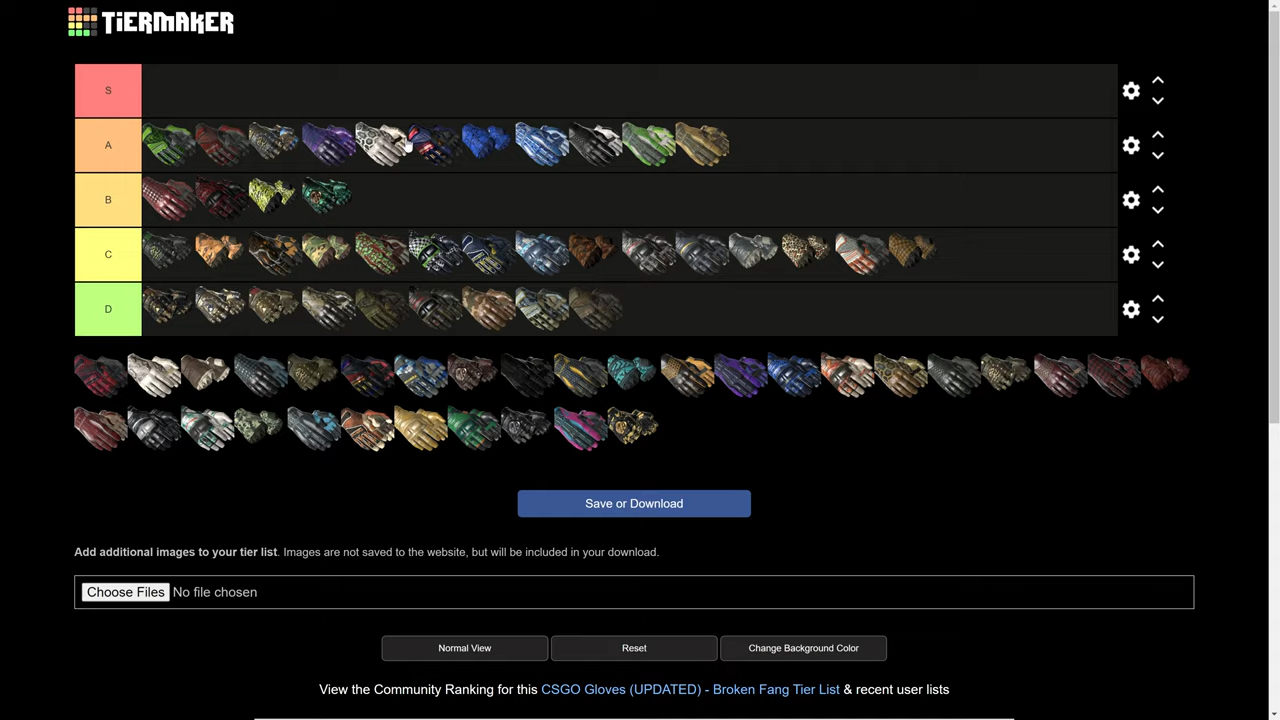 TIERMAKER
S
A
B
C
D
Save or Download
Add additional images to your tier list. Images are not saved to the website, but will be included in your download.
Choose Files No file chosen
Normal View Reset Change Background Color
View the Community Ranking for this CSGO Gloves (UPDATED) - Broken Fang Tier List & recent user lists